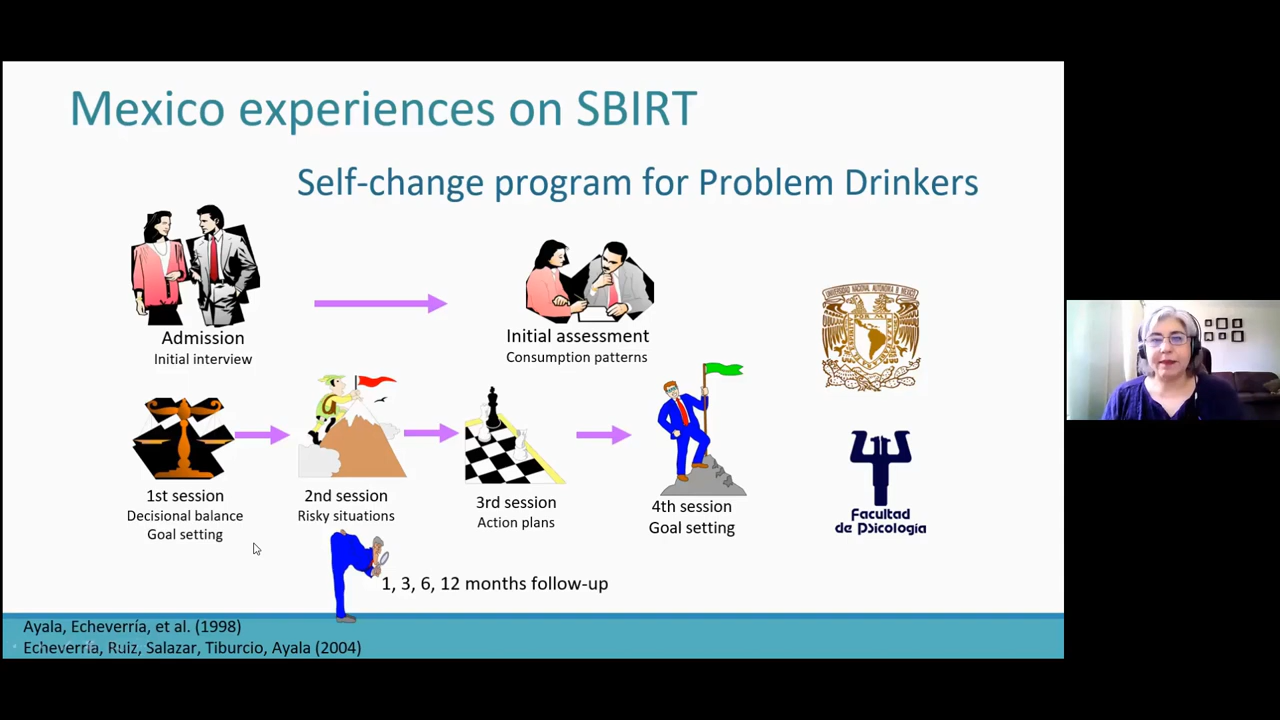 Mexico experiences on SBIRT
Self-change program for Problem Drinkers
Admission
Initial interview
Initial assessment
Consumption patterns
1st session
Decisional balance
Goal setting
2nd session
Risky situations
3rd session
Action plans
4th session
Goal setting
1, 3, 6, 12 months follow-up
Facultad
de Psicología
Ayala, Echeverría, et al. (1998)
Echeverría, Ruiz, Salazar, Tiburcio, Ayala (2004)